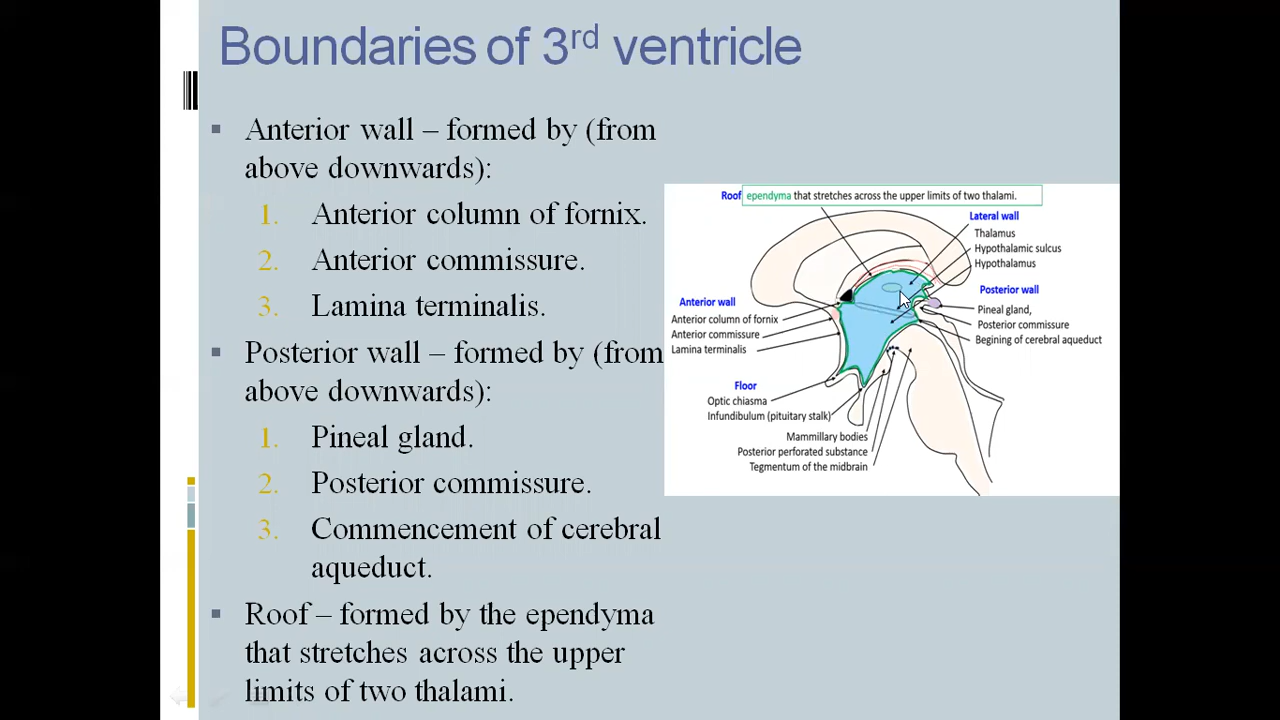 Boundaries of 3rd ventricle
▪ Anterior wall – formed by (from
above downwards):
1. Anterior column of fornix.
2. Anterior commissure.
3. Lamina terminalis.
▪ Posterior wall – formed by (from
above downwards):
1. Pineal gland.
2. Posterior commissure.
3. Commencement of cerebral
aqueduct.
▪ Roof – formed by the ependyma
that stretches across the upper
limits of two thalami.
Roof ependyma that stretches across the upper limits of two thalami.
Lateral wall
Thalamus
Hypothalamic sulcus
Hypothalamus
Posterior wall
Pineal gland,
Posterior commissure
Begining of cerebral aqueduct
Anterior wall
Anterior column of fornix
Anterior commissure
Lamina terminalis
Floor
Optic chiasma
Infundibulum (pituitary stalk)
Mammillary bodies
Posterior perforated substance
Tegmentum of the midbrain